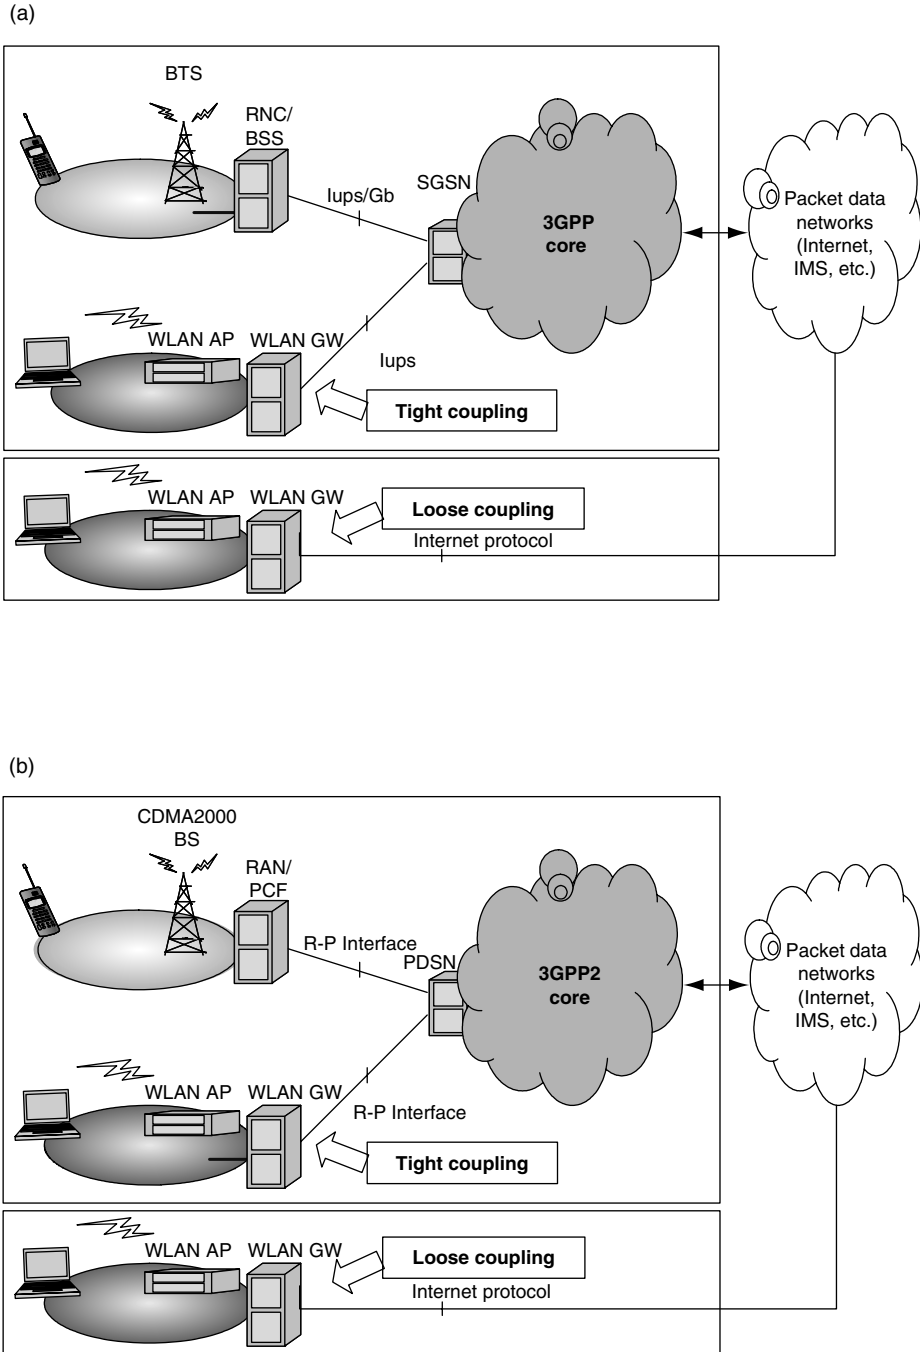 (a)
BTS
RNC/
BSS
Iups/Gb
SGSN
3GPP
core
Packet data
networks
(Internet,
IMS, etc.)
WLAN AP
WLAN GW
Iups
Tight coupling
WLAN AP
WLAN GW
Loose coupling
Internet protocol
(b)
CDMA2000
BS
RAN/
PCF
R-P Interface
PDSN
3GPP2
core
Packet data
networks
(Internet,
IMS, etc.)
WLAN AP
WLAN GW
R-P Interface
Tight coupling
WLAN AP
WLAN GW
Loose coupling
Internet protocol